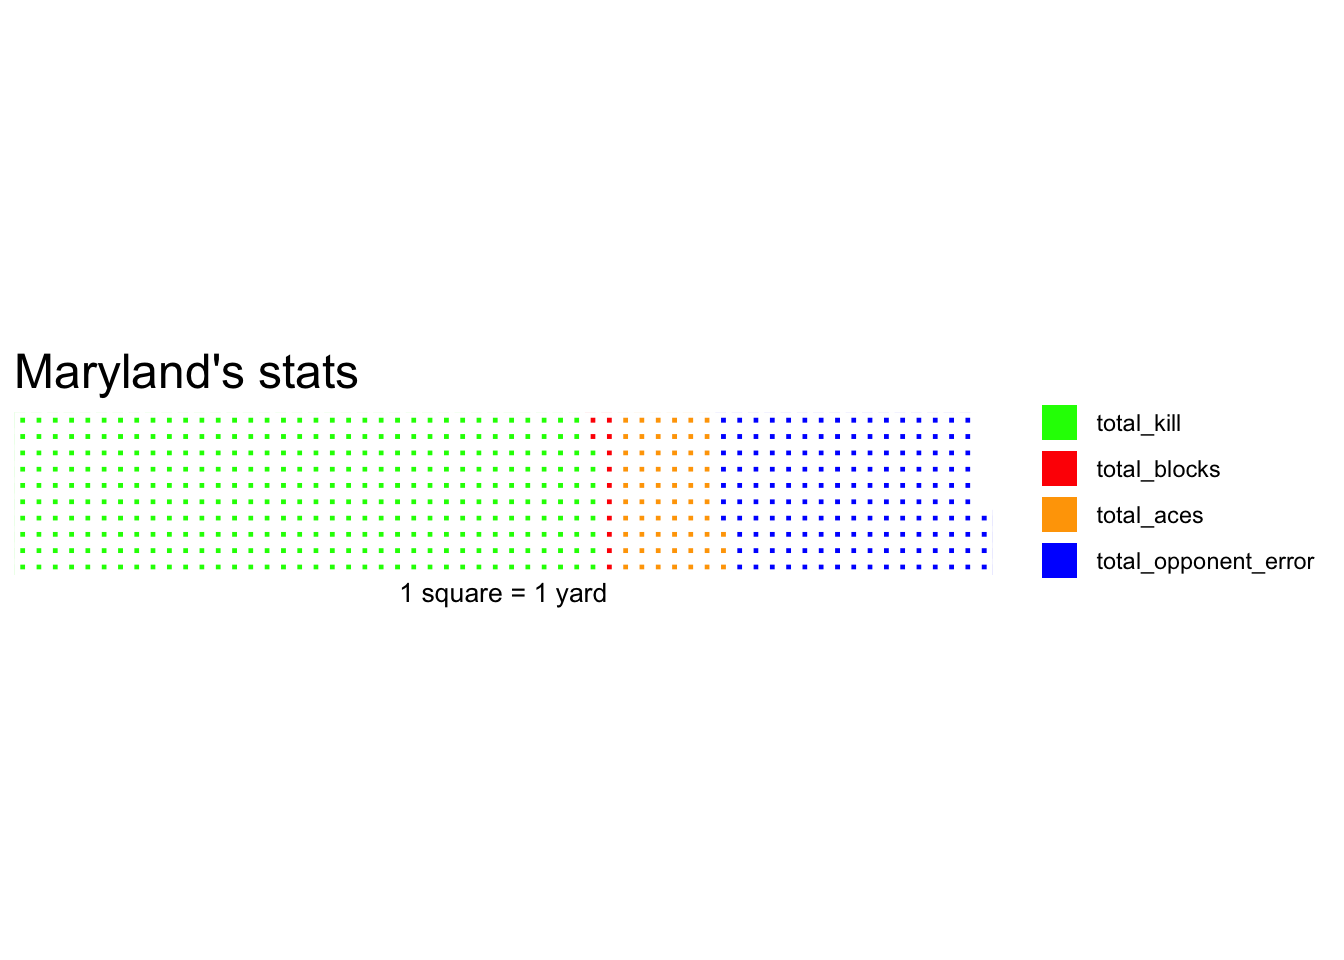 Maryland's stats
total_kill
total_blocks
total_aces
total_opponent_error
1 square = 1 yard